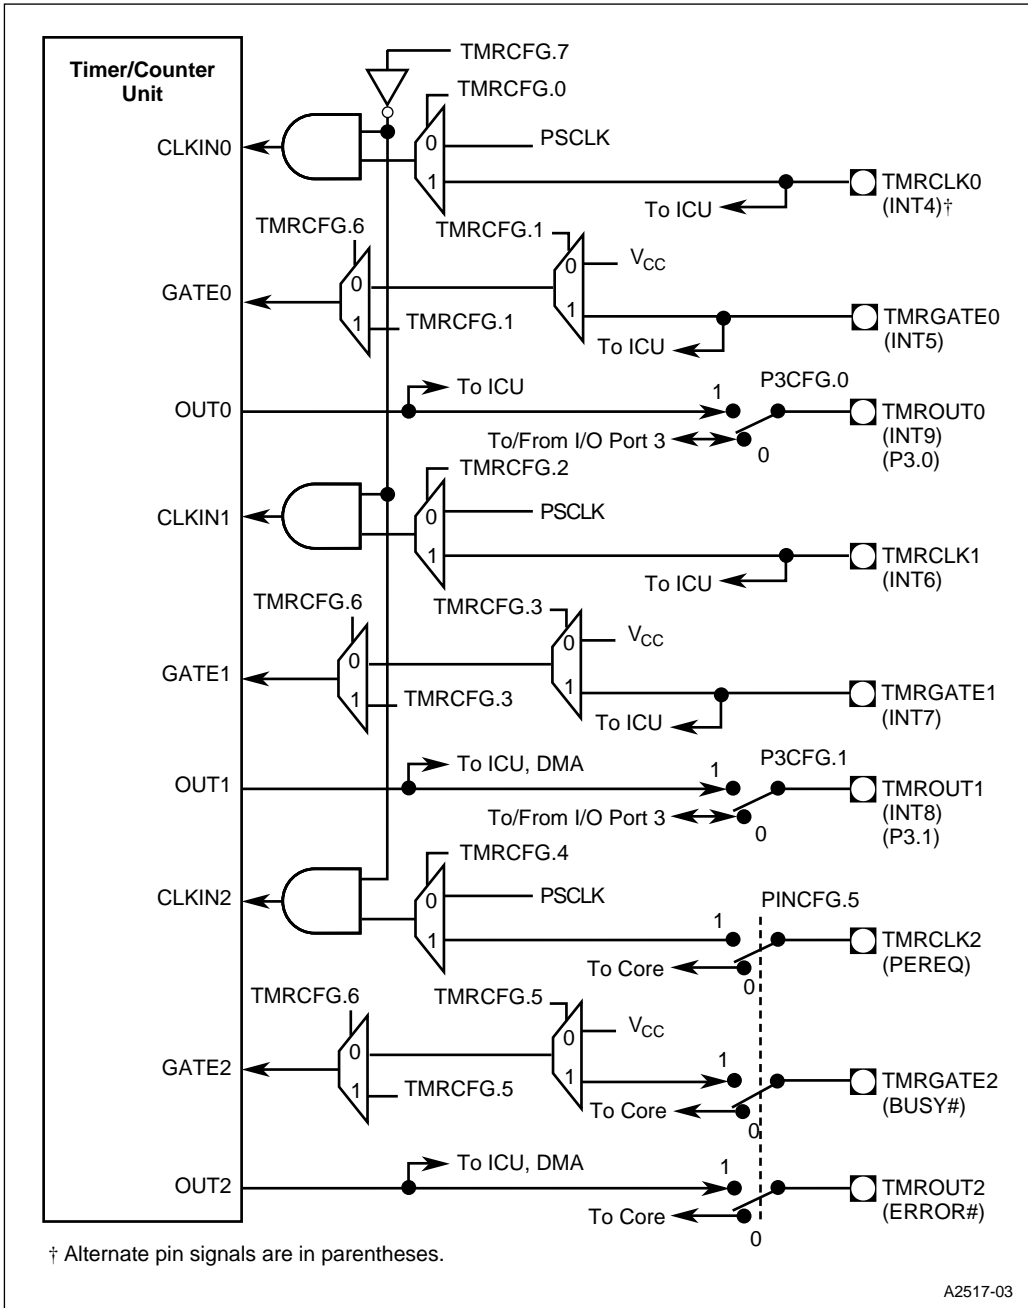 Timer/Counter
Unit
TMRCFG.7
TMRCFG.0
0
PSCLK
CLKIN0
1
TMRCLK0
(INT4)†
To ICU
TMRCFG.6
TMRCFG.1
VCC
0
0
GATE0
1
1
TMRCFG.1
TMRGATE0
(INT5)
To ICU
To ICU
P3CFG.0
1
OUT0
TMROUT0
(INT9)
(P3.0)
To/From I/O Port 3
0
TMRCFG.2
0
PSCLK
CLKIN1
1
TMRCLK1
(INT6)
To ICU
TMRCFG.6
TMRCFG.3
VCC
0
0
GATE1
1
1
TMRCFG.3
TMRGATE1
(INT7)
To ICU
To ICU, DMA
P3CFG.1
1
OUT1
TMROUT1
(INT8)
(P3.1)
To/From I/O Port 3
0
TMRCFG.4
0
PSCLK
CLKIN2
PINCFG.5
1
1
TMRCLK2
(PEREQ)
To Core
0
TMRCFG.6
TMRCFG.5
VCC
0
0
GATE2
1
1
1
TMRCFG.5
TMRGATE2
(BUSY#)
To Core
0
To ICU, DMA
1
OUT2
TMROUT2
(ERROR#)
To Core
0
† Alternate pin signals are in parentheses.
A2517-03